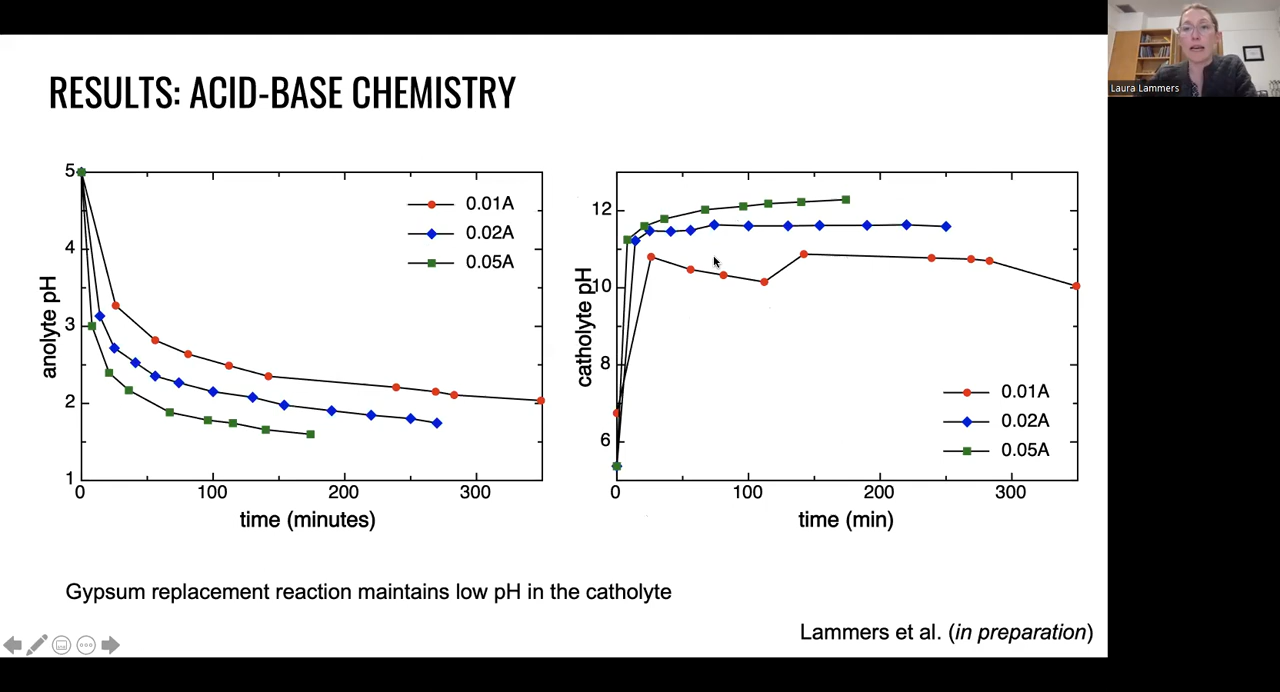 RESULTS: ACID-BASE CHEMISTRY
Laura Lammers
5
4
3
2
1
anolyte pH
0.01A
0.02A
0.05A
0
100
200
300
time (minutes)
12
10
8
6
catholyte pH
0.01A
0.02A
0.05A
0
100
200
300
time (min)
Gypsum replacement reaction maintains low pH in the catholyte
Lammers et al. (in preparation)